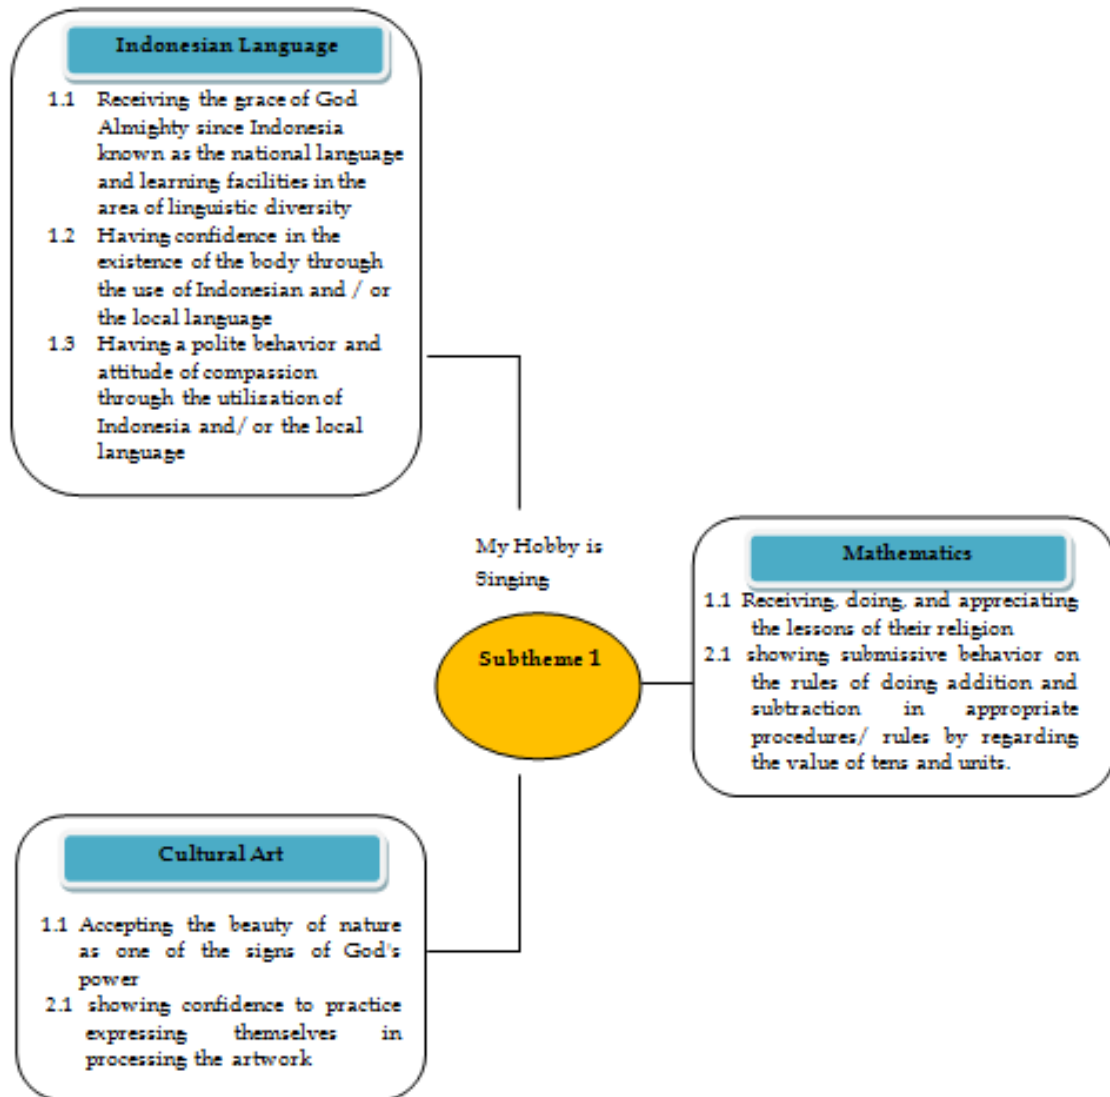 Indonesian Language
1.1 Receiving the grace of God
Almighty since Indonesia
known as the national language
and learning facilities in the
area of linguistic diversity
1.2 Having confidence in the
existence of the body through
the use of Indonesian and / or
the local language
1.3 Having a polite behavior and
attitude of compassion
through the utilization of
Indonesia and/ or the local
language
My Hobby is
Singing
Subtheme 1
Mathematics
1.1 Receiving, doing, and appreciating
the lessons of their religion
2.1 showing submissive behavior on
the rules of doing addition and
subtraction in appropriate
procedures/ rules by regarding
the value of tens and units.
Cultural Art
1.1 Accepting the beauty of nature
as one of the signs of God's
power
2.1 showing confidence to practice
expressing themselves in
processing the artwork